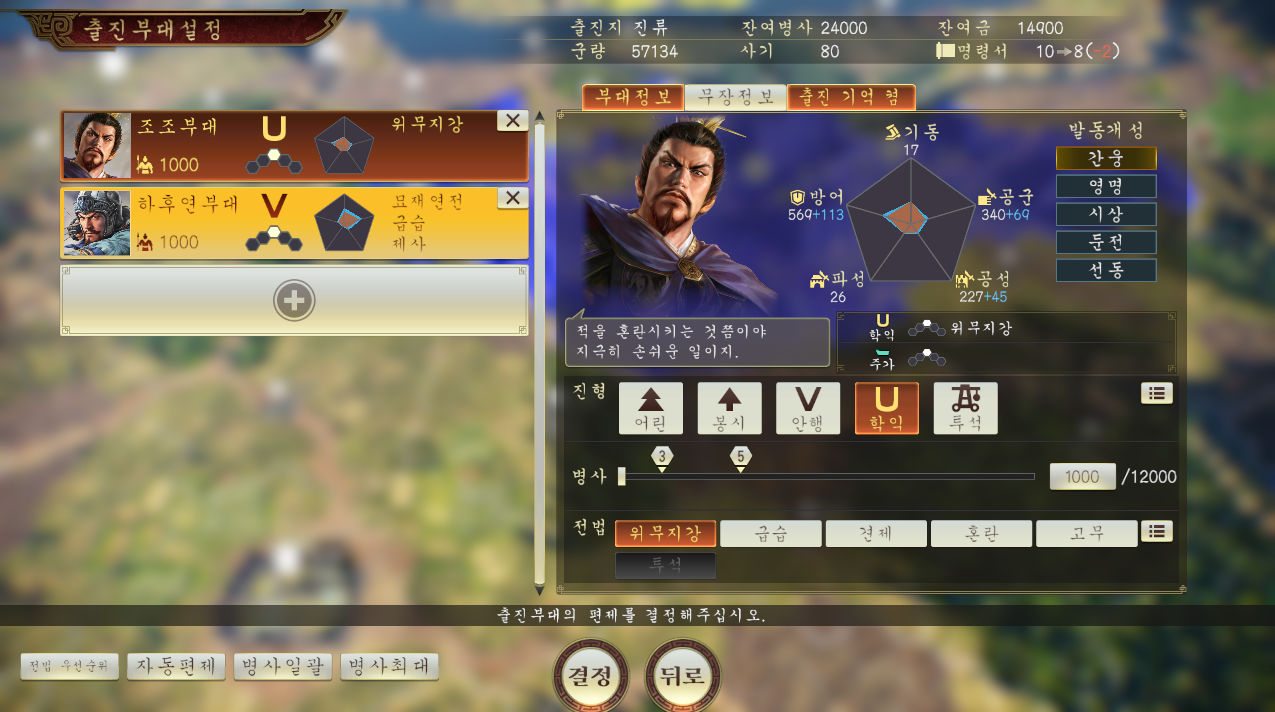 출진부대설정
출진지 진류 잔여병사 24000 잔여금 14900
군량 57134 사기 80 명령서 10→8(-2)
부대정보 무장정보 출진 기억 켬
조조부대 U 위무지강
1000
하후연부대 V 묘재연전
급습
1000 제사
기동
17
방어
569+113
공군
340+69
파성
26
공성
227+45
발동개성
간웅
영명
시상
둔전
선동
적을 혼란시키는 것쯤이야
지극히 손쉬운 일이지.
학익 위무지강
주가
진형
어린 봉시 안행 학익 투석
3 5
병사 1000 /12000
전법 위무지강 급습 견제 혼란 고무
투석
출진부대의 편제를 결정해주십시오.
전법 우선순위 자동편제 병사일괄 병사최대 결정 뒤로